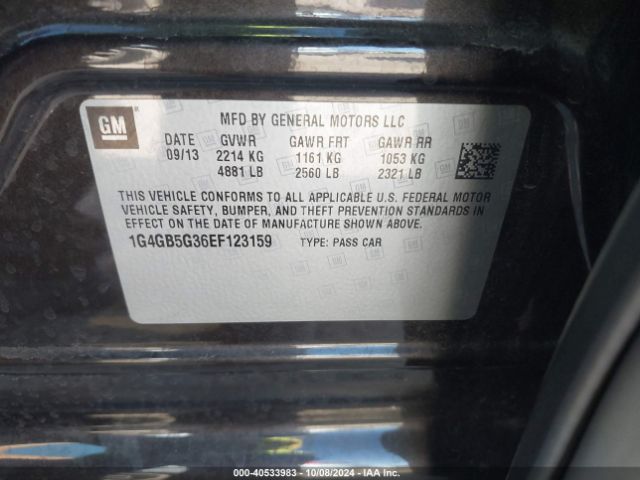 GM
MFD BY GENERAL MOTORS LLC
DATE GVWR GAWR FRT GAWR RR
09/13 2214 KG 1161 KG 1053 KG
4881 LB 2560 LB 2321 LB
THIS VEHICLE CONFORMS TO ALL APPLICABLE U.S. FEDERAL MOTOR
VEHICLE SAFETY, BUMPER, AND THEFT PREVENTION STANDARDS IN
EFFECT ON THE DATE OF MANUFACTURE SHOWN ABOVE.
1G4GB5G36EF123159 TYPE: PASS CAR
000-40533983 - 10/08/2024 - IAA Inc.